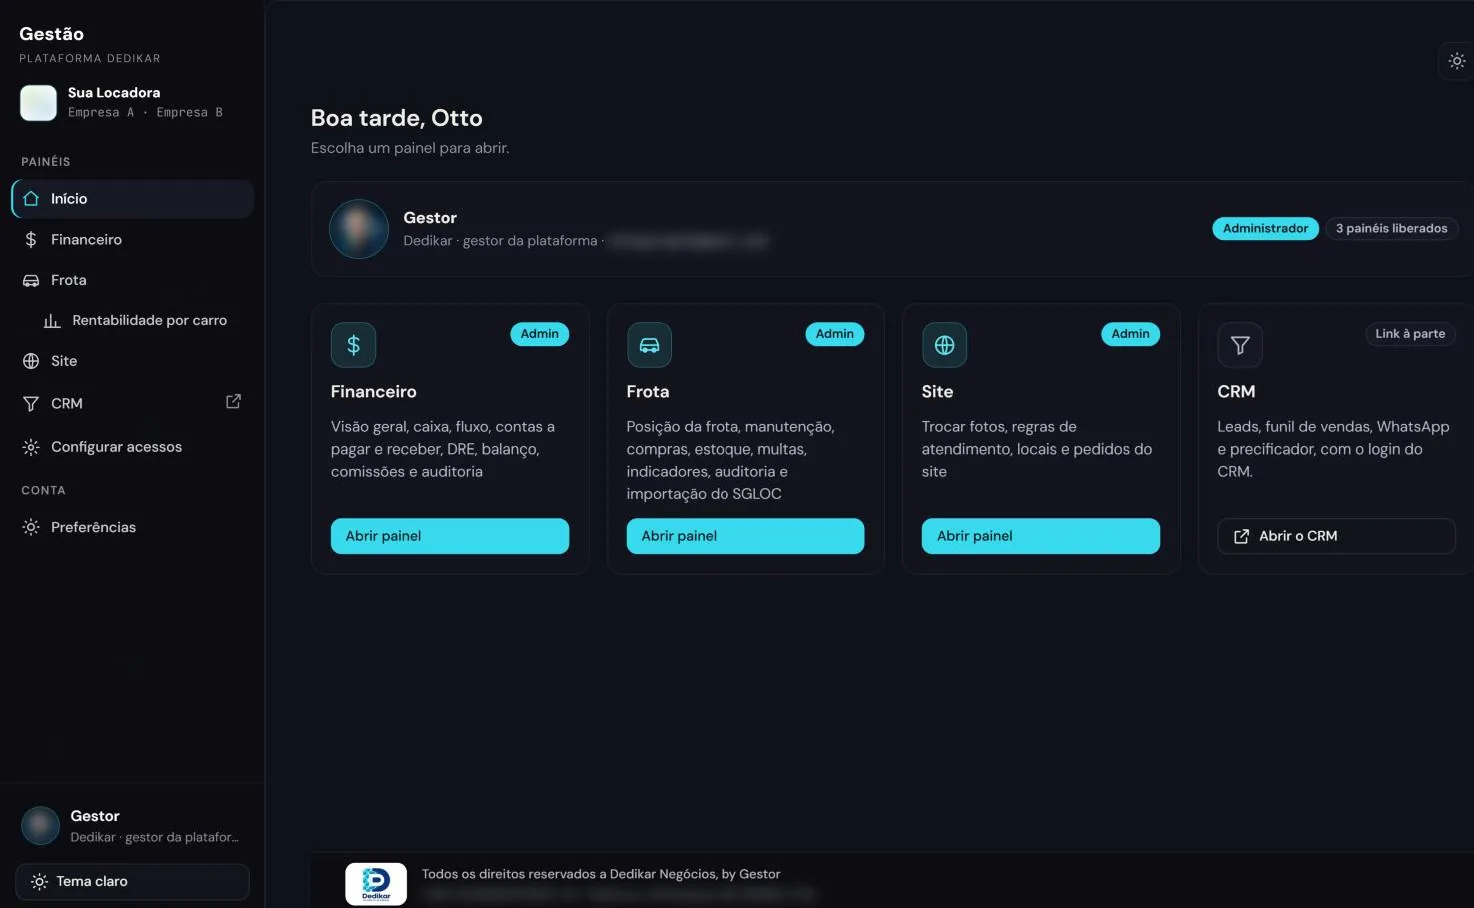 Gestão
PLATAFORMA DEDIKAR
Sua Locadora
Empresa A · Empresa B
PAINÉIS
Início
Financeiro
Frota
Rentabilidade por carro
Site
CRM
Configurar acessos
CONTA
Preferências
Gestor
Dedikar · gestor da platafor...
Tema claro
Boa tarde, Otto
Escolha um painel para abrir.
Gestor
Dedikar · gestor da plataforma ·
Administrador
3 painéis liberados
Admin
Financeiro
Visão geral, caixa, fluxo, contas a
pagar e receber, DRE, balanço,
comissões e auditoria
Abrir painel
Admin
Frota
Posição da frota, manutenção,
compras, estoque, multas,
indicadores, auditoria e
importação do SGLOC
Abrir painel
Admin
Site
Trocar fotos, regras de
atendimento, locais e pedidos do
site
Abrir painel
Link à parte
CRM
Leads, funil de vendas, WhatsApp
e precificador, com o login do
CRM.
Abrir o CRM
Dedikar
Todos os direitos reservados a Dedikar Negócios, by Gestor